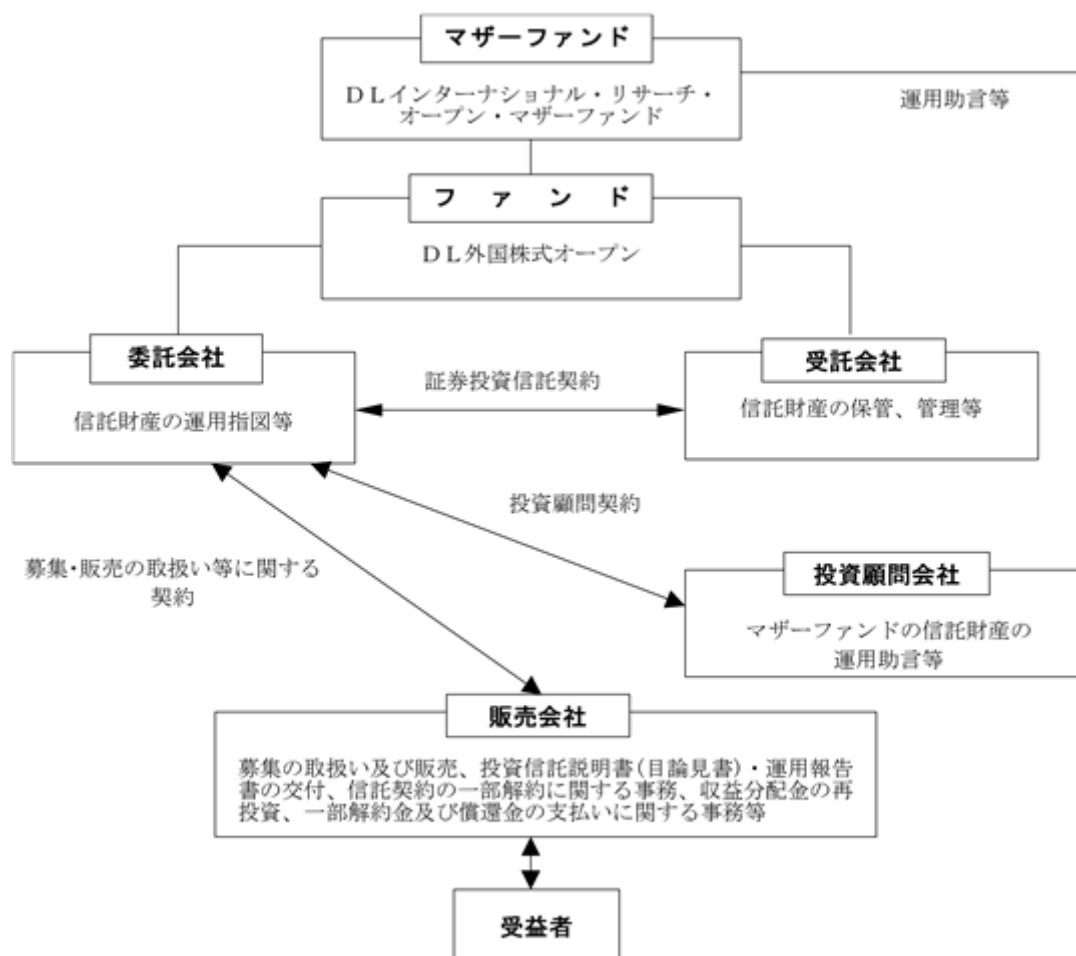 マザーファンド
DLインターナショナル・リサーチ・
オープン・マザーファンド
運用助言等
ファンド
DL外国株式オープン
委託会社
信託財産の運用指図等
証券投資信託契約
受託会社
信託財産の保管、管理等
投資顧問契約
募集・販売の取扱い等に関する
契約
投資顧問会社
マザーファンドの信託財産の
運用助言等
販売会社
募集の取扱い及び販売、投資信託説明書(目論見書)・運用報告
書の交付、信託契約の一部解約に関する事務、収益分配金の再
投資、一部解約金及び償還金の支払いに関する事務等
受益者